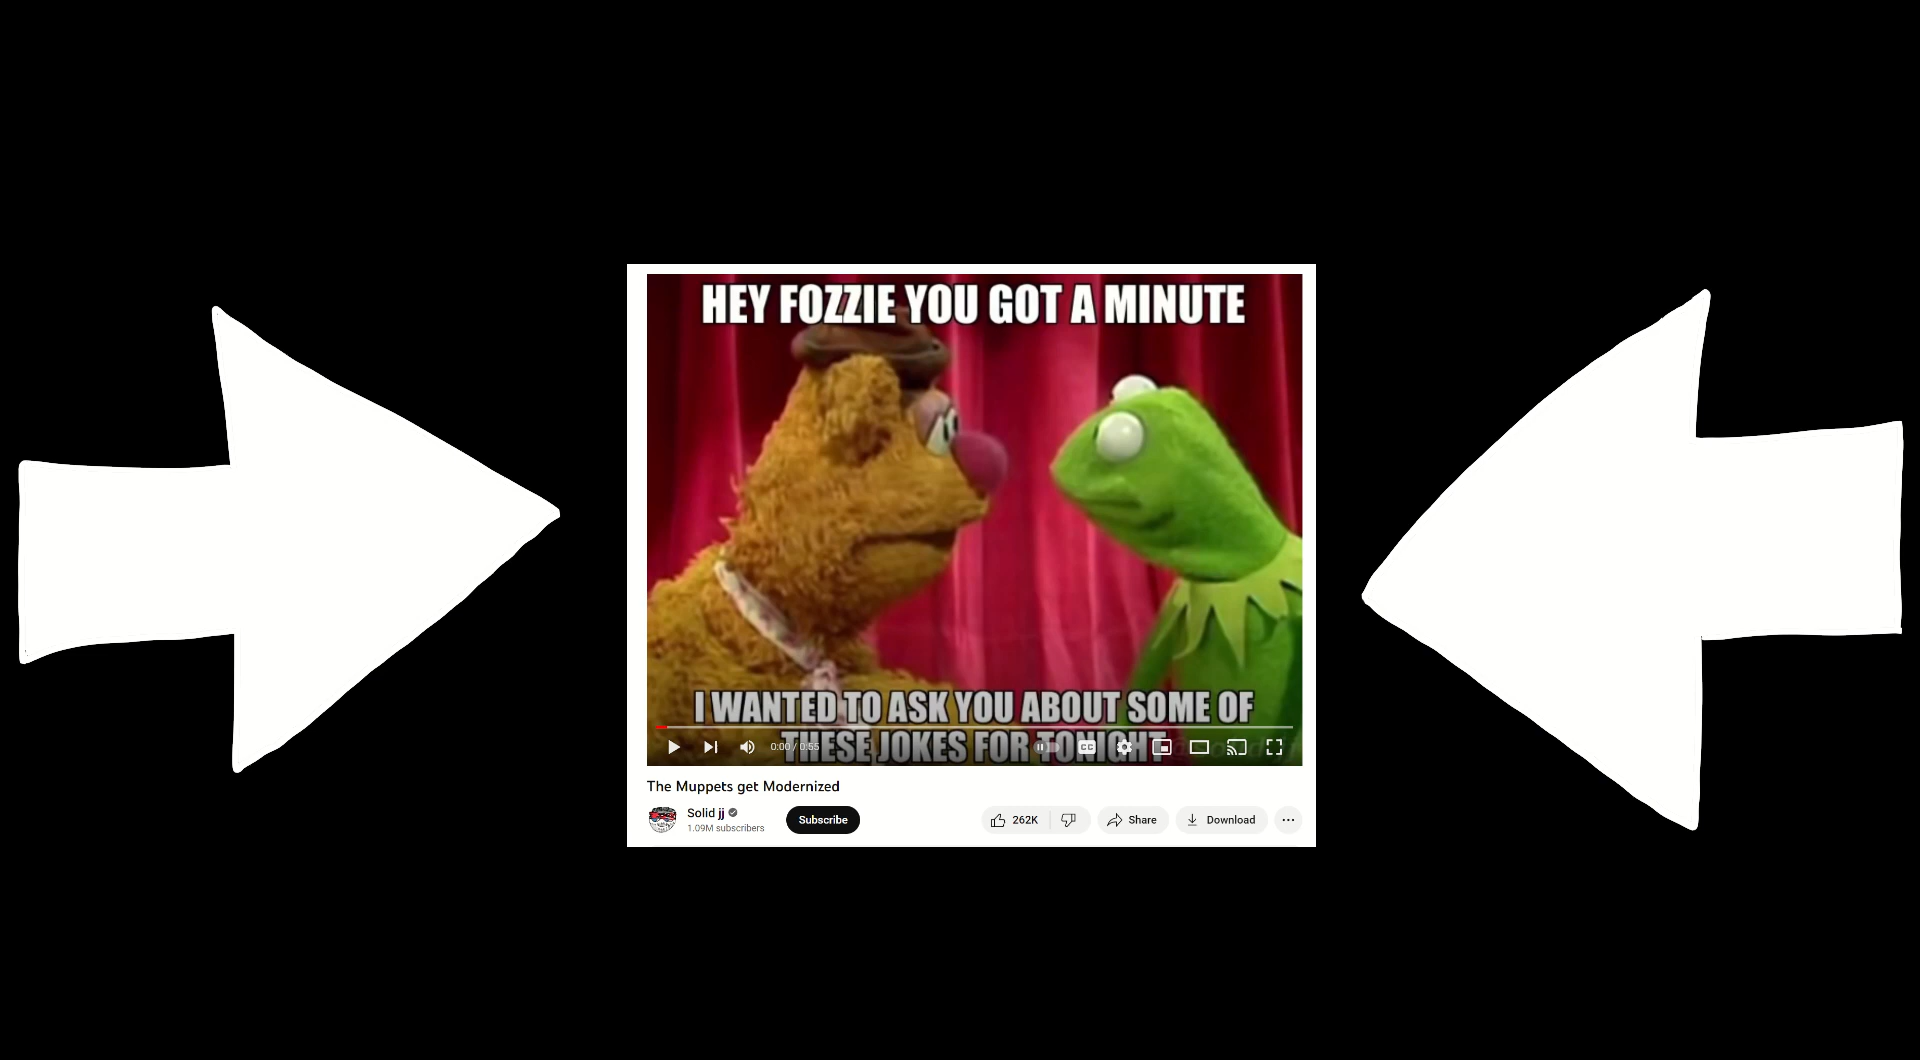 HEY FOZZIE YOU GOT A MINUTE
I WANTED TO ASK YOU ABOUT SOME OF
THESE JOKES FOR TONIGHT
0:00 / 0:55
CC
The Muppets get Modernized
Solid jj
1.09M subscribers
Subscribe
262K
Share
Download